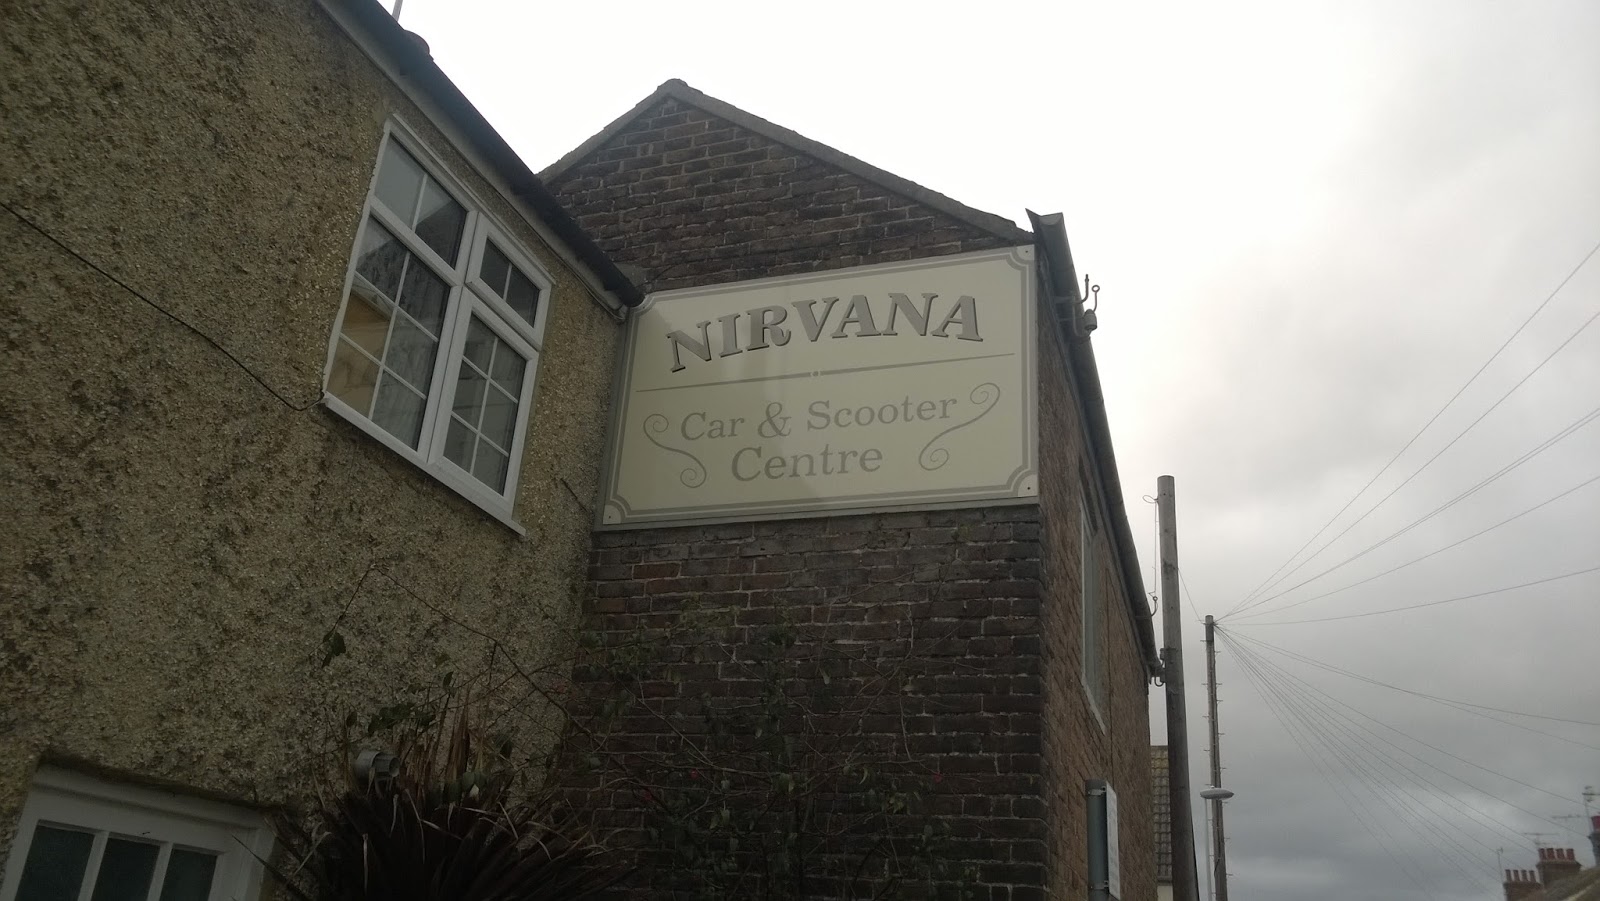 NIRVANA
Car & Scooter
Centre